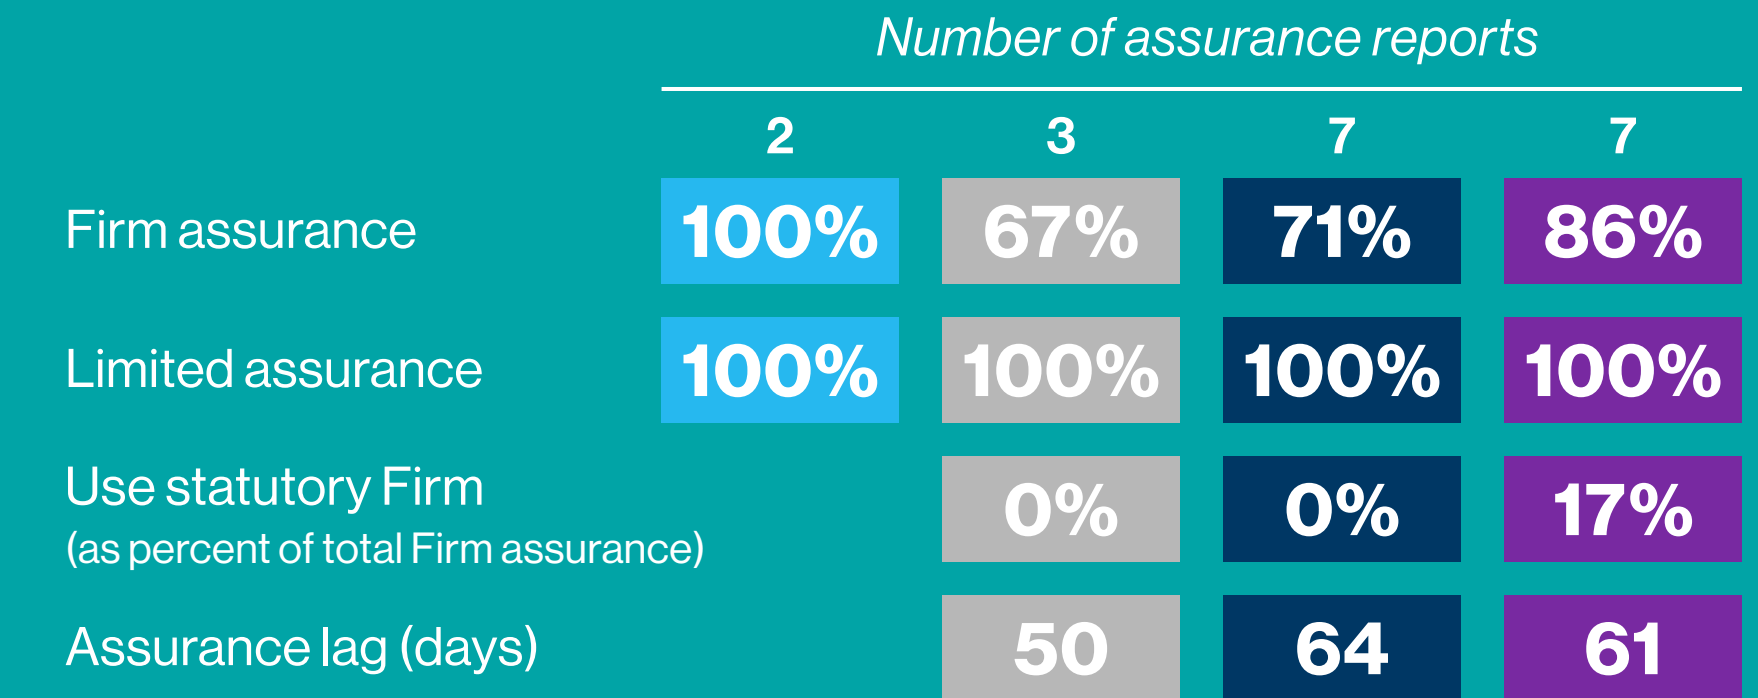 Number of assurance reports
2 3 7 7
Firm assurance 100% 67% 71% 86%
Limited assurance 100% 100% 100% 100%
Use statutory Firm
(as percent of total Firm assurance) 0% 0% 17%
Assurance lag (days) 50 64 61